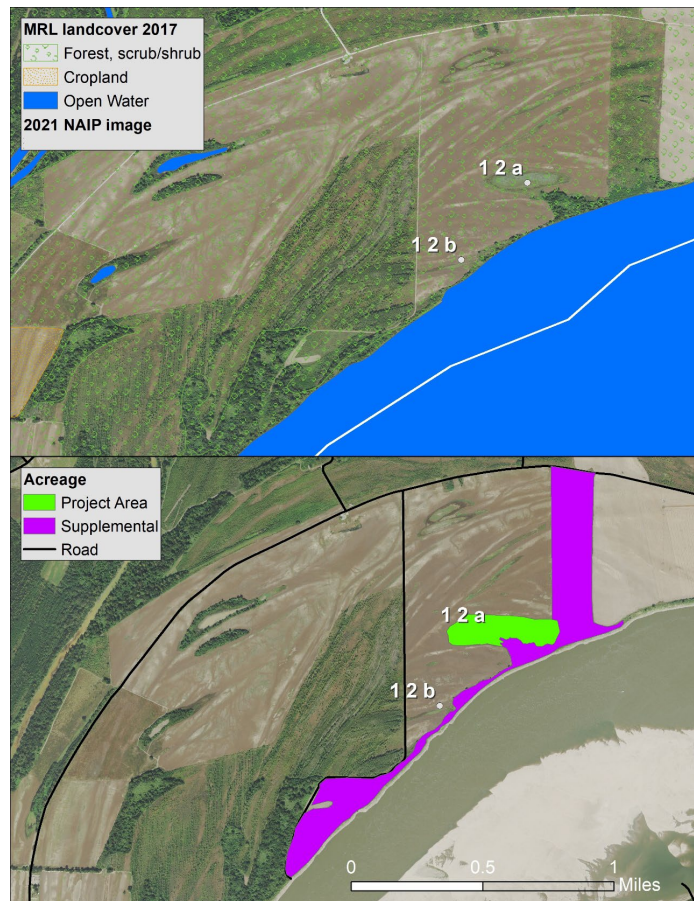 MRL landcover 2017
Forest, scrub/shrub
Cropland
Open Water
2021 NAIP image
1 2 a
1 2 b
Acreage
Project Area
Supplemental
Road
1 2 a
1 2 b
0 0.5 1
Miles